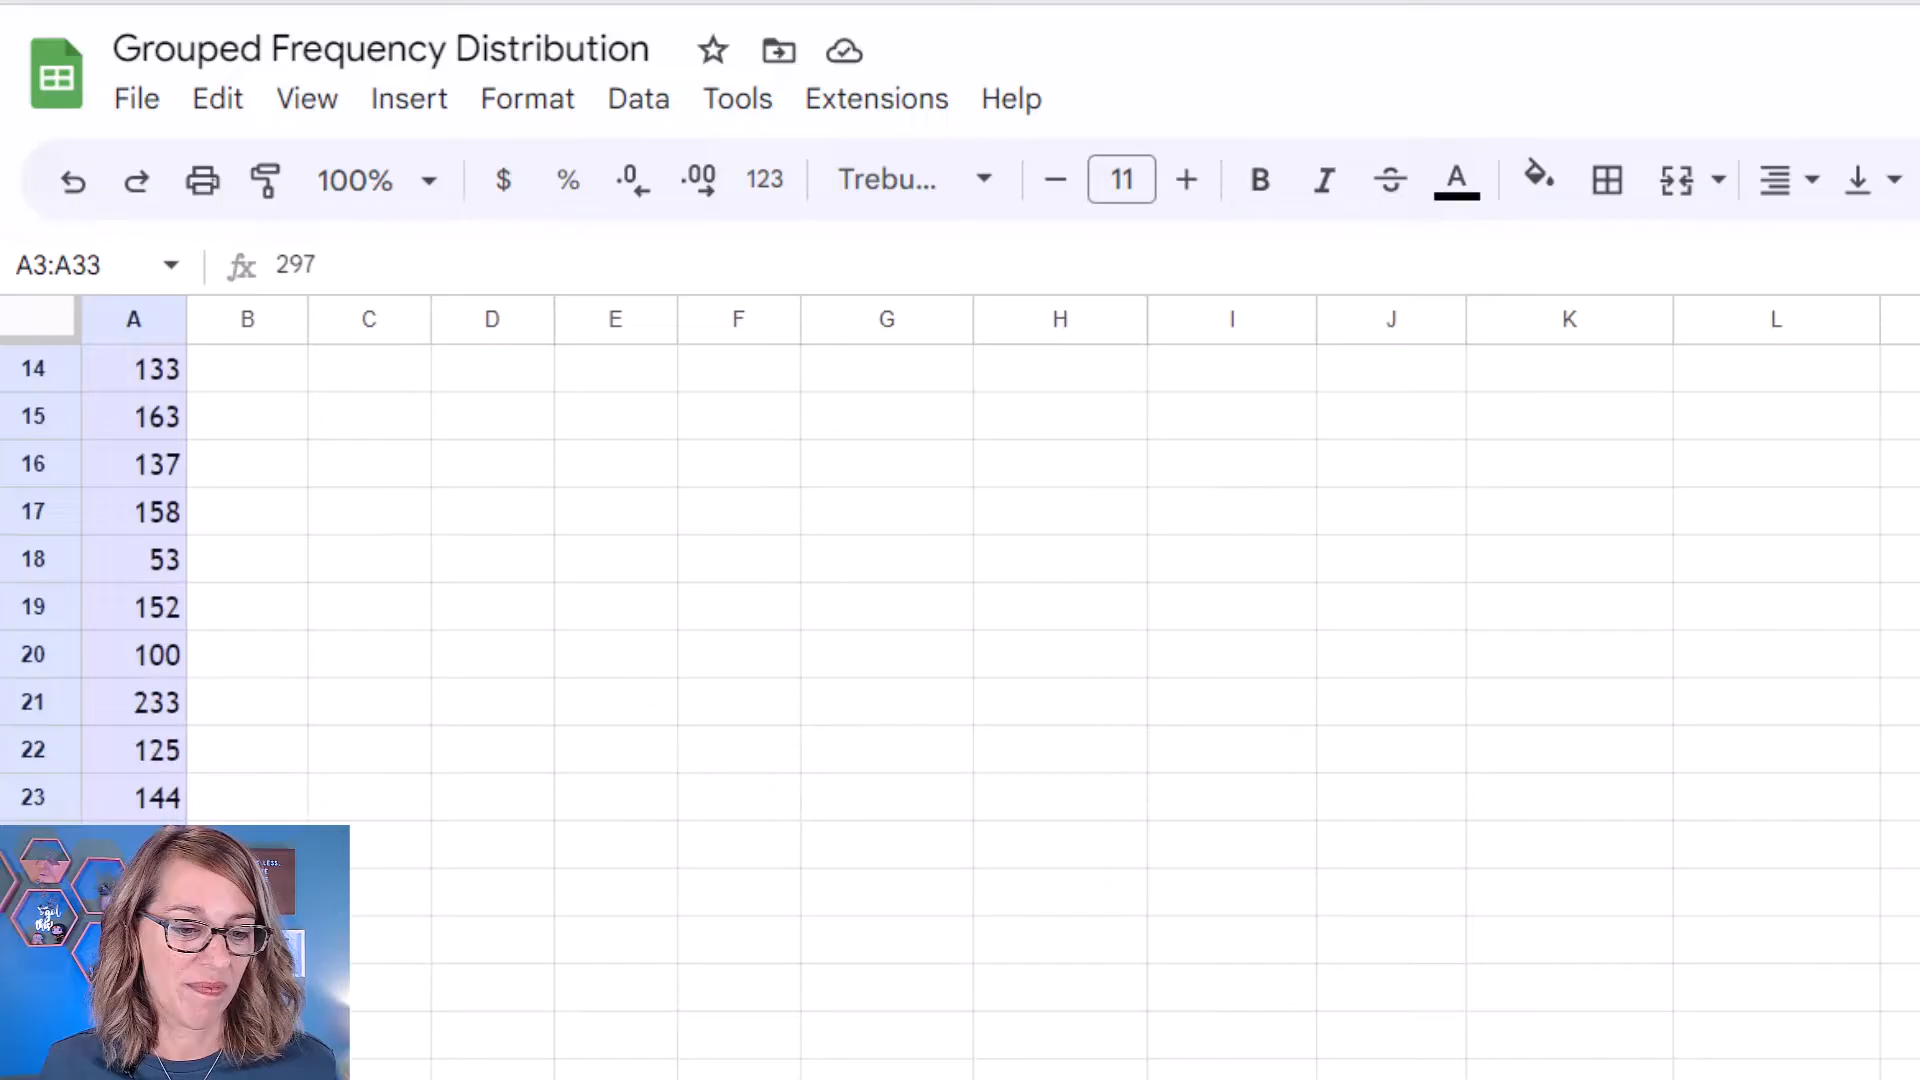 Grouped Frequency Distribution
File Edit View Insert Format Data Tools Extensions Help
100% $ % .0 .00 123 Trebu... 11 B I A
A3:A33 fx 297
A B C D E F G H I J K L
14 133
15 163
16 137
17 158
18 53
19 152
20 100
21 233
22 125
23 144
got
this!